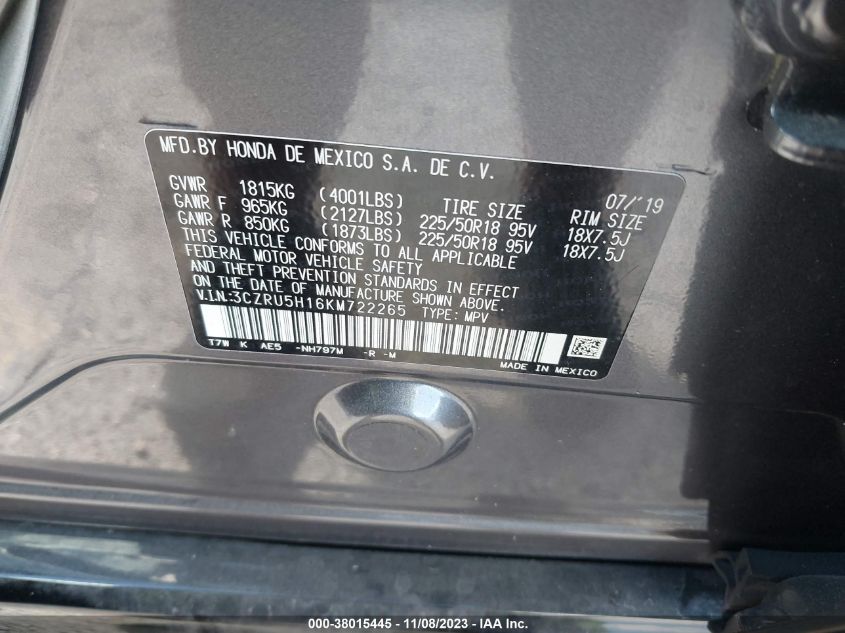 MFD.BY HONDA DE MEXICO S.A. DE C.V.
07/'19
GVWR 1815KG (4001LBS) TIRE SIZE RIM SIZE
GAWR F 965KG (2127LBS) 225/50R18 95V 18X7.5J
GAWR R 850KG (1873LBS) 225/50R18 95V 18X7.5J
THIS VEHICLE CONFORMS TO ALL APPLICABLE
FEDERAL MOTOR VEHICLE SAFETY
AND THEFT PREVENTION STANDARDS IN EFFECT
ON THE DATE OF MANUFACTURE SHOWN ABOVE.
V.I.N:3CZRU5H16KM722265 TYPE: MPV
T7W K AE5 -NH797M -R -M
MADE IN MEXICO
000-38015445 - 11/08/2023 - IAA Inc.